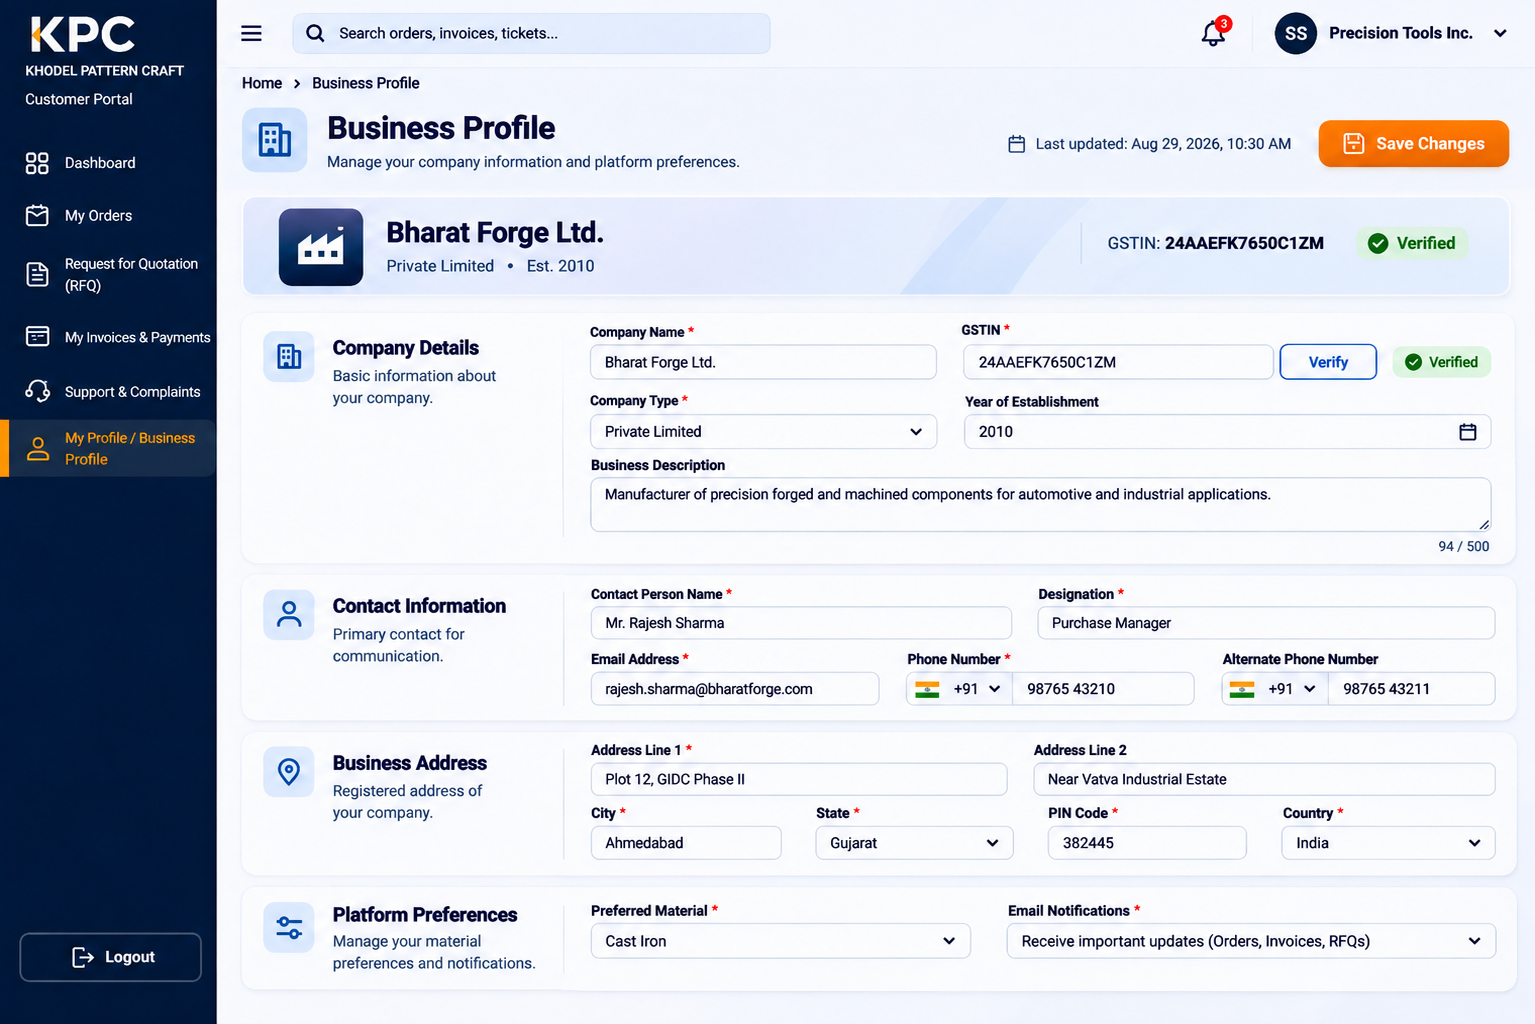 KPC
KHODEL PATTERN CRAFT
Customer Portal
Dashboard
My Orders
Request for Quotation
(RFQ)
My Invoices & Payments
Support & Complaints
My Profile / Business
Profile
Logout
Search orders, invoices, tickets...
3
SS
Precision Tools Inc.
Home > Business Profile
Business Profile
Manage your company information and platform preferences.
Last updated: Aug 29, 2026, 10:30 AM
Save Changes
Bharat Forge Ltd.
Private Limited • Est. 2010
GSTIN: 24AAEFK7650C1ZM
Verified
Company Details
Basic information about
your company.
Company Name *
Bharat Forge Ltd.
GSTIN *
24AAEFK7650C1ZM
Verify
Verified
Company Type *
Private Limited
Year of Establishment
2010
Business Description
Manufacturer of precision forged and machined components for automotive and industrial applications.
94 / 500
Contact Information
Primary contact for
communication.
Contact Person Name *
Mr. Rajesh Sharma
Designation *
Purchase Manager
Email Address *
rajesh.sharma@bharatforge.com
Phone Number *
+91
98765 43210
Alternate Phone Number
+91
98765 43211
Business Address
Registered address of
your company.
Address Line 1 *
Plot 12, GIDC Phase II
Address Line 2
Near Vatva Industrial Estate
City *
Ahmedabad
State *
Gujarat
PIN Code *
382445
Country *
India
Platform Preferences
Manage your material
preferences and notifications.
Preferred Material *
Cast Iron
Email Notifications *
Receive important updates (Orders, Invoices, RFQs)